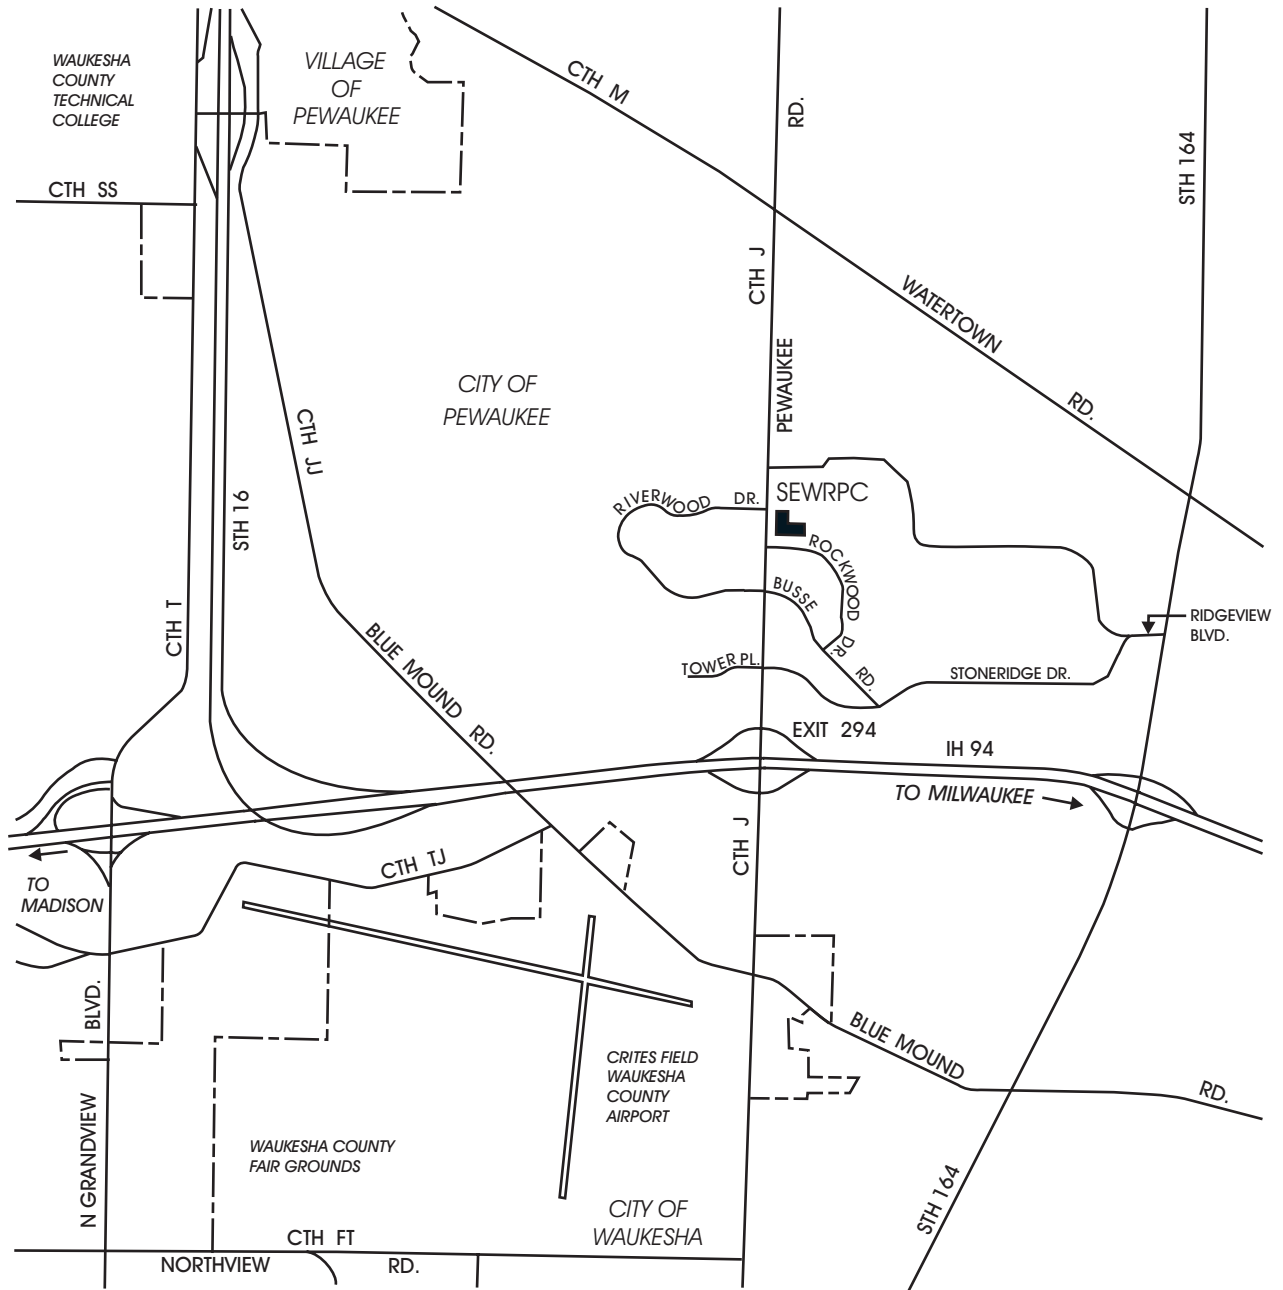 WAUKESHA
COUNTY
TECHNICAL
COLLEGE
VILLAGE
OF
PEWAUKEE
CTH M
RD.
STH 164
CTH SS
CTH J
WATERTOWN
RD.
PEWAUKEE
CITY OF
PEWAUKEE
CTH JJ
STH 16
CTH T
SEWRPC
RIVERWOOD DR.
ROCKWOOD DR.
BUSSE RD.
TOWER PL.
STONERIDGE DR.
RIDGEVIEW
BLVD.
BLUE MOUND RD.
EXIT 294
IH 94
TO MILWAUKEE
CTH J
CTH TJ
TO
MADISON
BLVD.
N GRANDVIEW
CRITES FIELD
WAUKESHA
COUNTY
AIRPORT
BLUE MOUND
RD.
WAUKESHA COUNTY
FAIR GROUNDS
CITY OF
WAUKESHA
STH 164
CTH FT
NORTHVIEW RD.